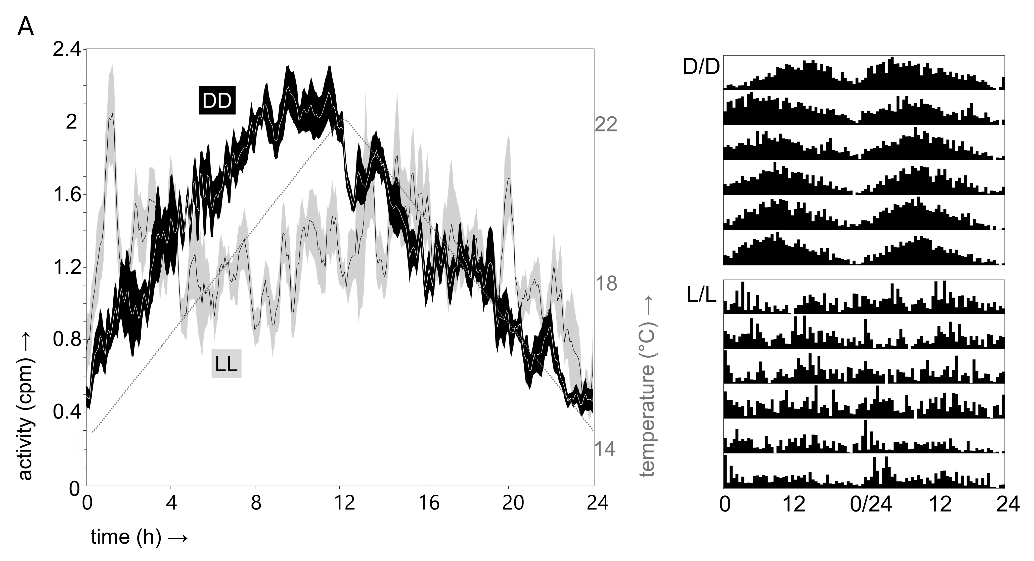 A
2.4
2
1.6
1.2
0.8
0.4
0
activity (cpm) →
DD
LL
22
18
14
temperature (°C) →
0 4 8 12 16 20 24
time (h) →
D/D
L/L
0 12 0/24 12 24